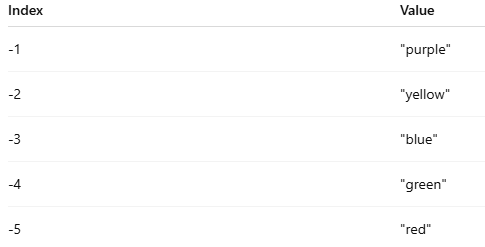 Index Value
-1 "purple"
-2 "yellow"
-3 "blue"
-4 "green"
-5 "red"